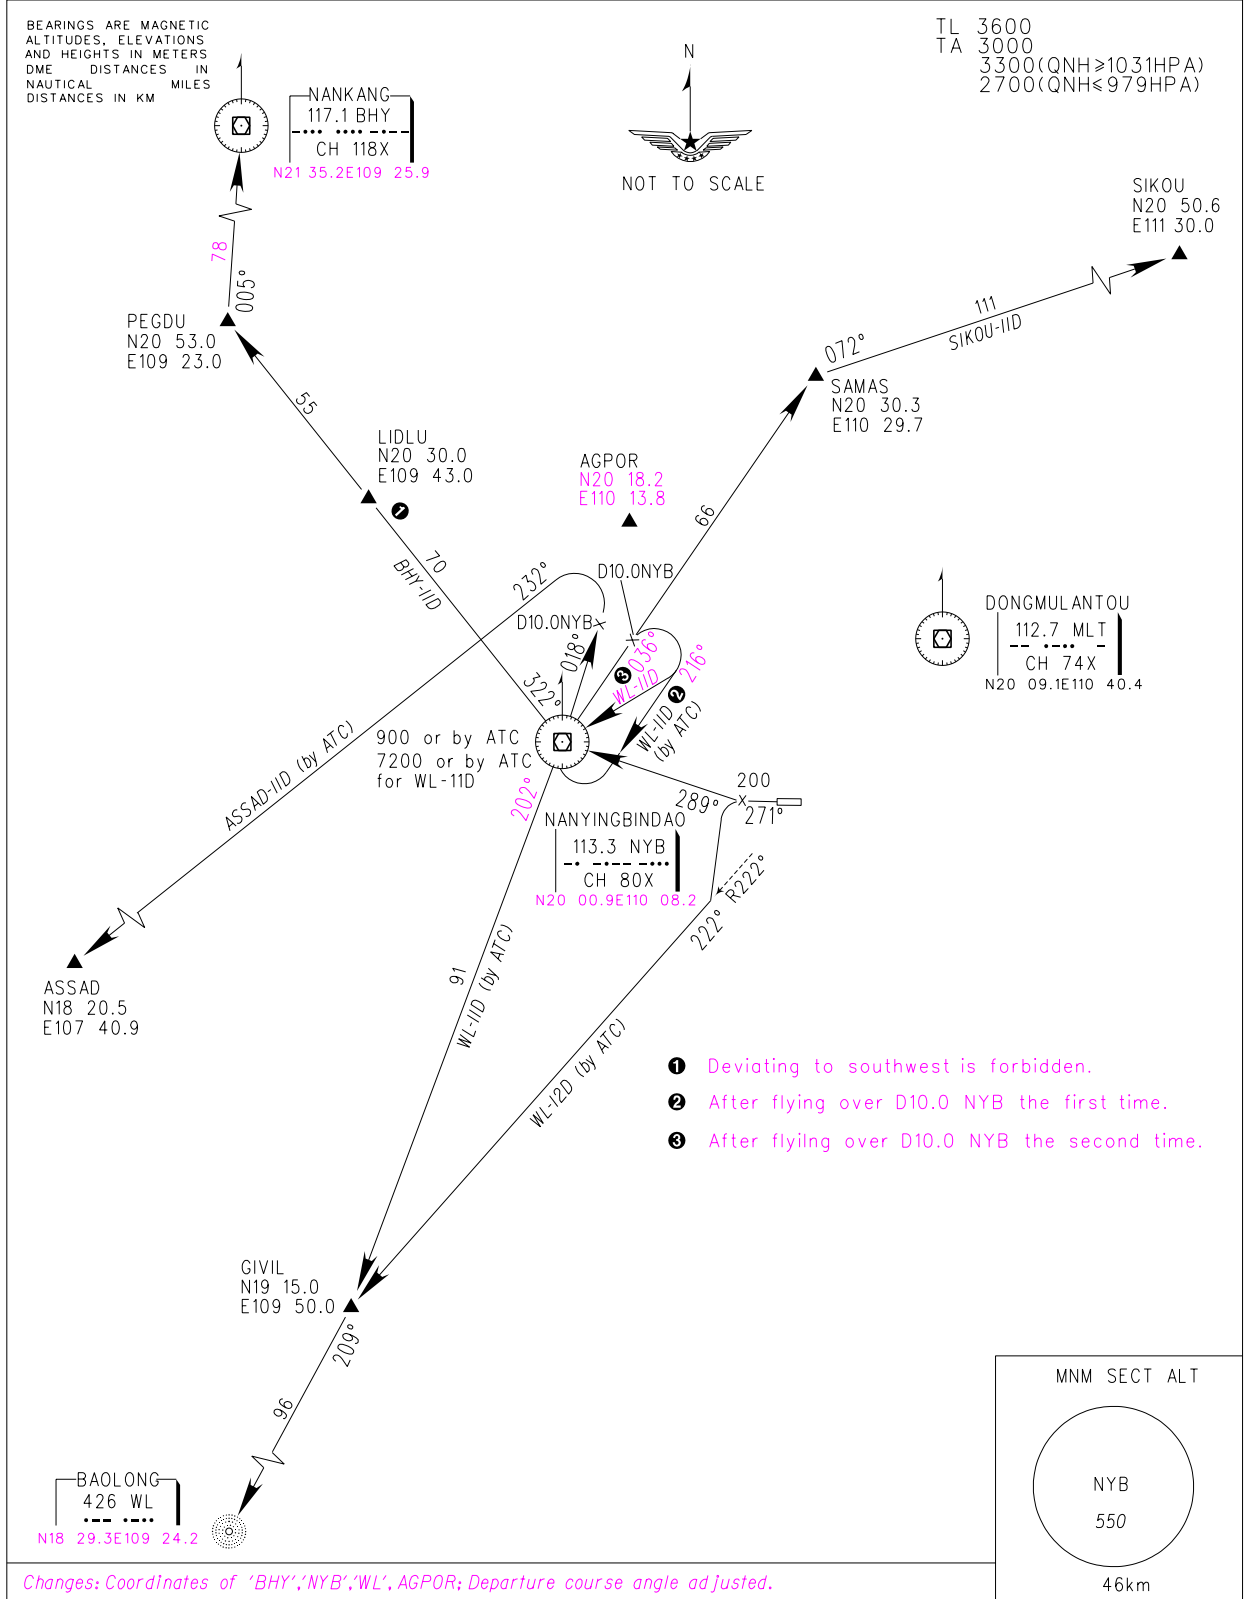 BEARINGS ARE MAGNETIC
ALTITUDES, ELEVATIONS
AND HEIGHTS IN METERS
DME DISTANCES IN
NAUTICAL MILES
DISTANCES IN KM
TL 3600
TA 3000
3300(QNH≥1031HPA)
2700(QNH≤979HPA)
N
NOT TO SCALE
NANKANG
117.1 BHY
CH 118X
N21 35.2E109 25.9
SIKOU
N20 50.6
E111 30.0
78
005°
PEGDU
N20 53.0
E109 23.0
111
SIKOU-11D
072°
SAMAS
N20 30.3
E110 29.7
55
LIDLU
N20 30.0
E109 43.0
❶
AGPOR
N20 18.2
E110 13.8
66
70
BHY-11D
232°
D10.0NYB
D10.0NYB
018°
322°
036°
❸
WL-11D
216°
WL-11D ❷
(by ATC)
DONGMULANTOU
112.7 MLT
CH 74X
N20 09.1E110 40.4
900 or by ATC
7200 or by ATC
for WL-11D
ASSAD-11D (by ATC)
202°
200
289°
271°
NANYINGBINDAO
113.3 NYB
CH 80X
N20 00.9E110 08.2
R222°
222°
ASSAD
N18 20.5
E107 40.9
91
WL-11D (by ATC)
WL-12D (by ATC)
❶ Deviating to southwest is forbidden.
❷ After flying over D10.0 NYB the first time.
❸ After flyilng over D10.0 NYB the second time.
GIVIL
N19 15.0
E109 50.0
209°
96
BAOLONG
426 WL
N18 29.3E109 24.2
MNM SECT ALT
NYB
550
46km
Changes: Coordinates of 'BHY','NYB','WL', AGPOR; Departure course angle adjusted.